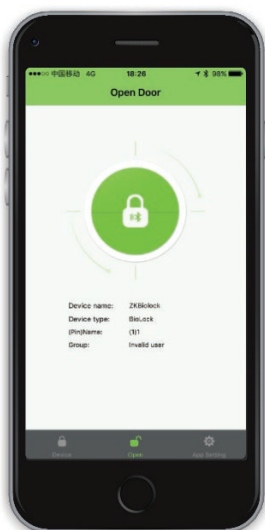 中国移动 4G 18:26 98%
Open Door
Device name: ZKBiolock
Device type: BioLock
(Pin)Name: (1)1
Group: Invalid user
Device Open App Setting